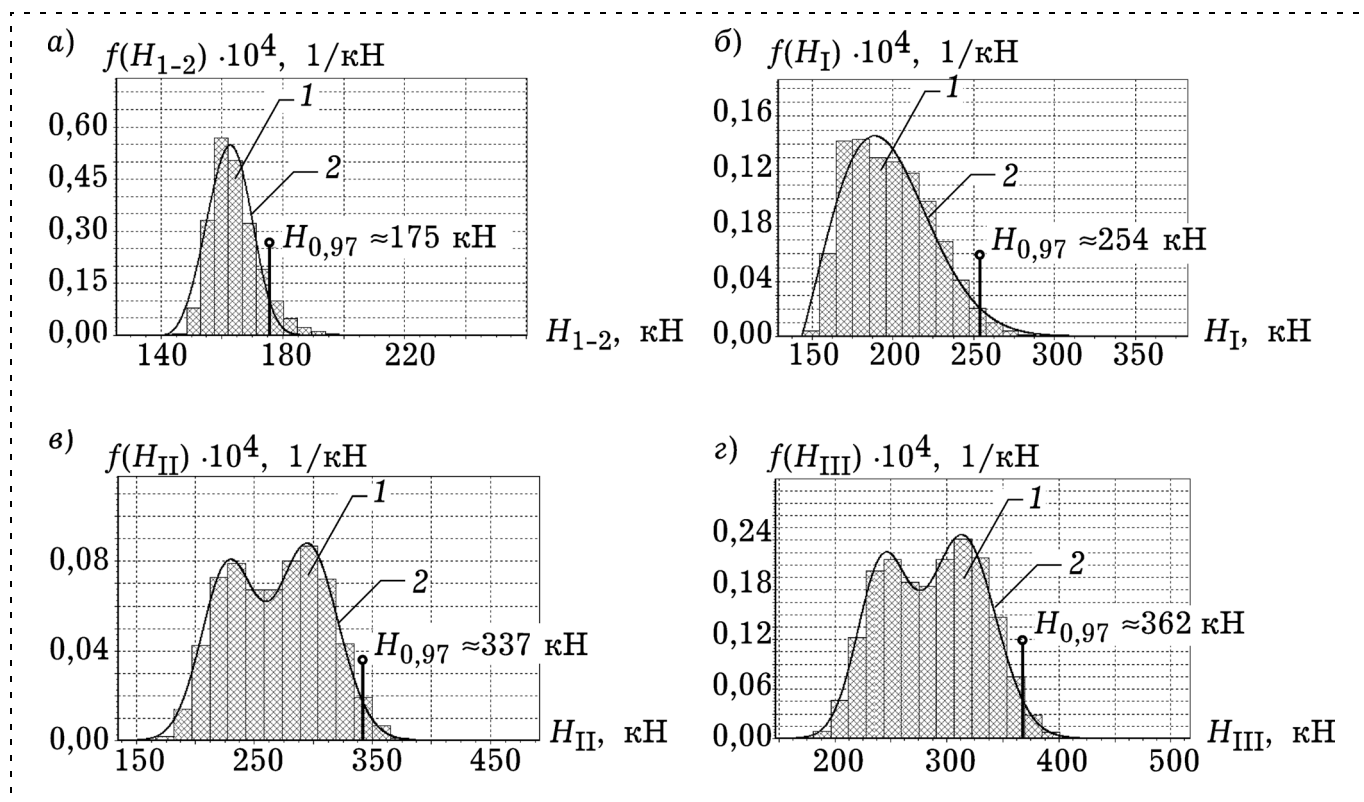 а)
f(H1–2) ·10^4, 1/кН
0,60
0,45
0,30
0,15
0,00
1
2
H0,97 ≈175 кН
140 180 220
H1–2, кН
б)
f(HI) ·10^4, 1/кН
0,16
0,12
0,18
0,04
0,00
1
2
H0,97 ≈254 кН
150 200 250 300 350
HI, кН
в)
f(HII) ·10^4, 1/кН
0,08
0,04
0,00
1
2
H0,97 ≈337 кН
150 250 350 450
HII, кН
г)
f(HIII) ·10^4, 1/кН
0,24
0,18
0,12
0,06
0,00
1
2
H0,97 ≈362 кН
200 300 400 500
HIII, кН